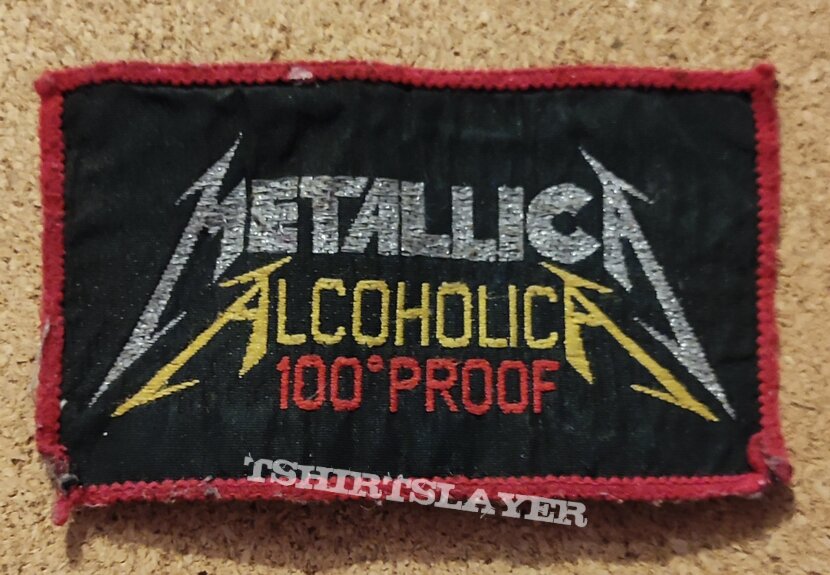 METALLICA
ALCOHOLICA
100° PROOF
TSHIRTSLAYER